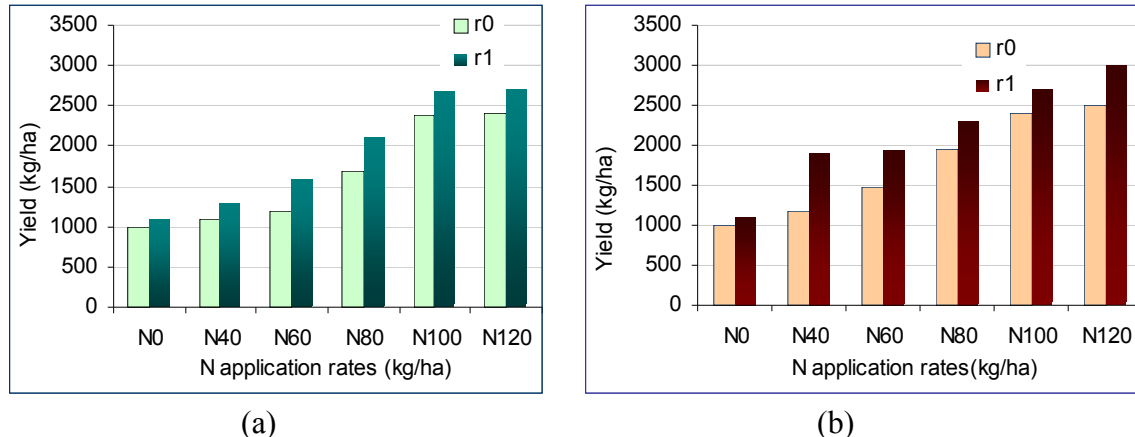 3500
3000
2500
2000
1500
1000
500
0
Yield (kg/ha)
r0
r1
N0 N40 N60 N80 N100 N120
N application rates (kg/ha)
(a)
3500
3000
2500
2000
1500
1000
500
0
Yield (kg/ha)
r0
r1
N0 N40 N60 N80 N100 N120
N application rates(kg/ha)
(b)